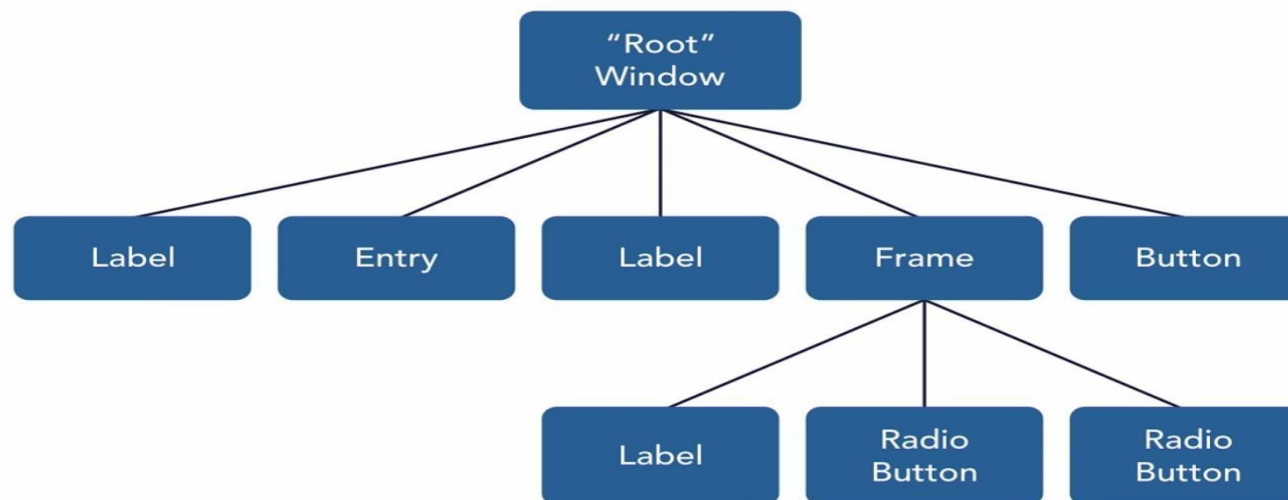 “Root”
Window
Label
Entry
Label
Frame
Button
Label
Radio
Button
Radio
Button